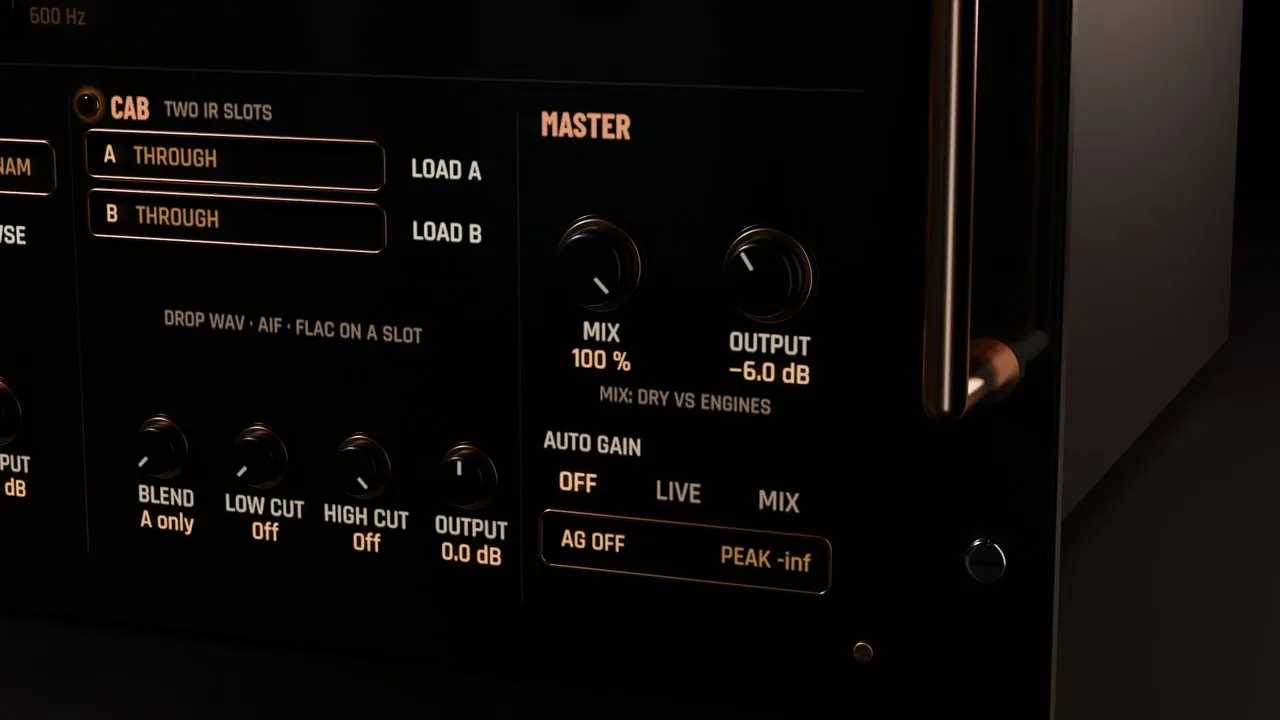 600 Hz
CAB TWO IR SLOTS
A THROUGH
LOAD A
B THROUGH
LOAD B
DROP WAV · AIF · FLAC ON A SLOT
BLEND
A only
LOW CUT
Off
HIGH CUT
Off
OUTPUT
0.0 dB
dB
MASTER
MIX
100 %
OUTPUT
−6.0 dB
MIX: DRY VS ENGINES
AUTO GAIN
OFF LIVE MIX
AG OFF PEAK -inf